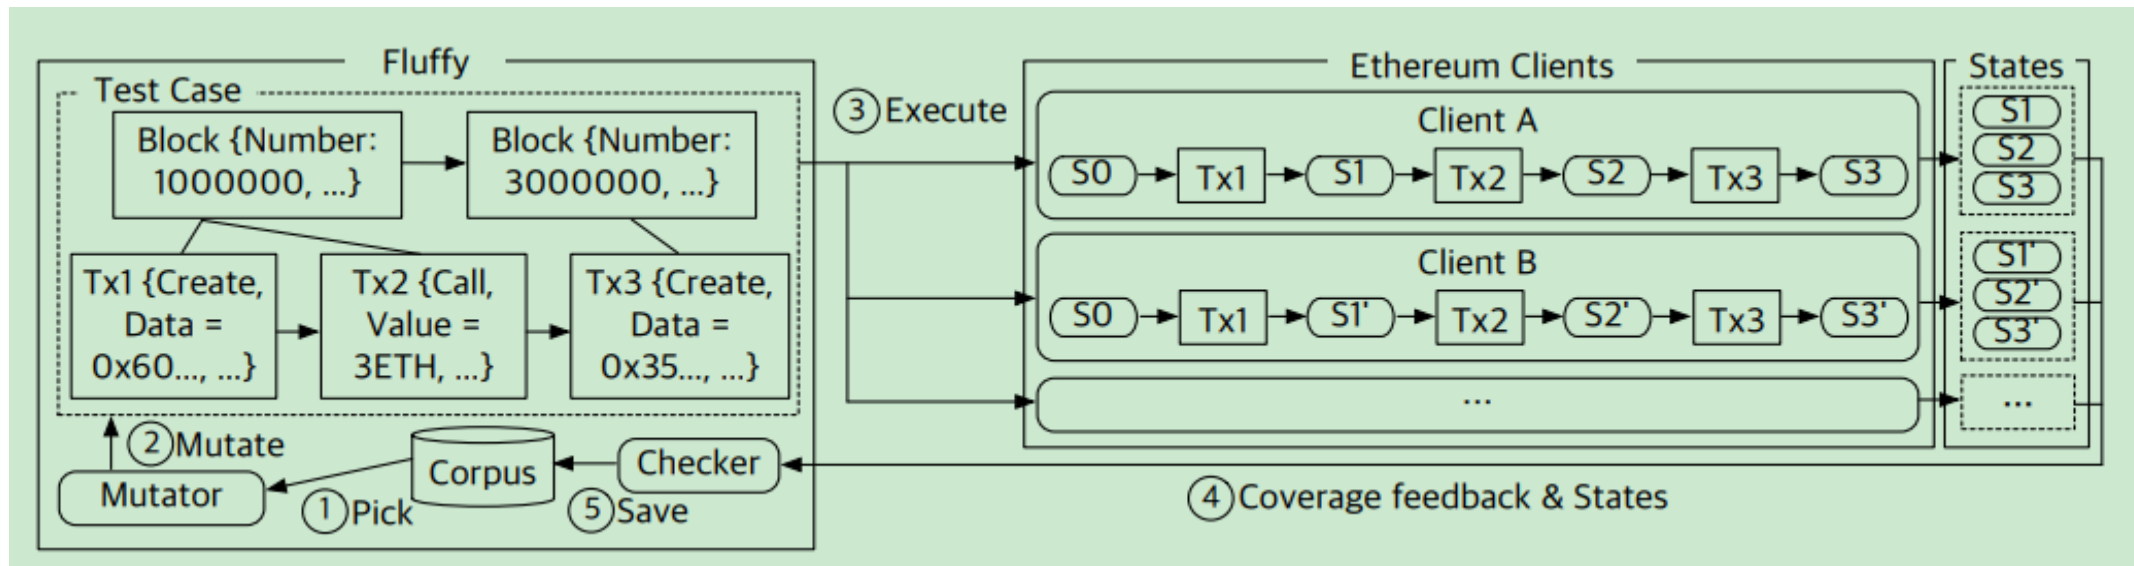 Fluffy
Test Case
Block {Number:
1000000, ...}
Block {Number:
3000000, ...}
Tx1 {Create,
Data =
0x60..., ...}
Tx2 {Call,
Value =
3ETH, ...}
Tx3 {Create,
Data =
0x35..., ...}
2 Mutate
Mutator
1 Pick
Corpus
5 Save
Checker
3 Execute
Ethereum Clients
Client A
S0 Tx1 S1 Tx2 S2 Tx3 S3
Client B
S0 Tx1 S1' Tx2 S2' Tx3 S3'
...
States
S1
S2
S3
S1'
S2'
S3'
...
4 Coverage feedback & States